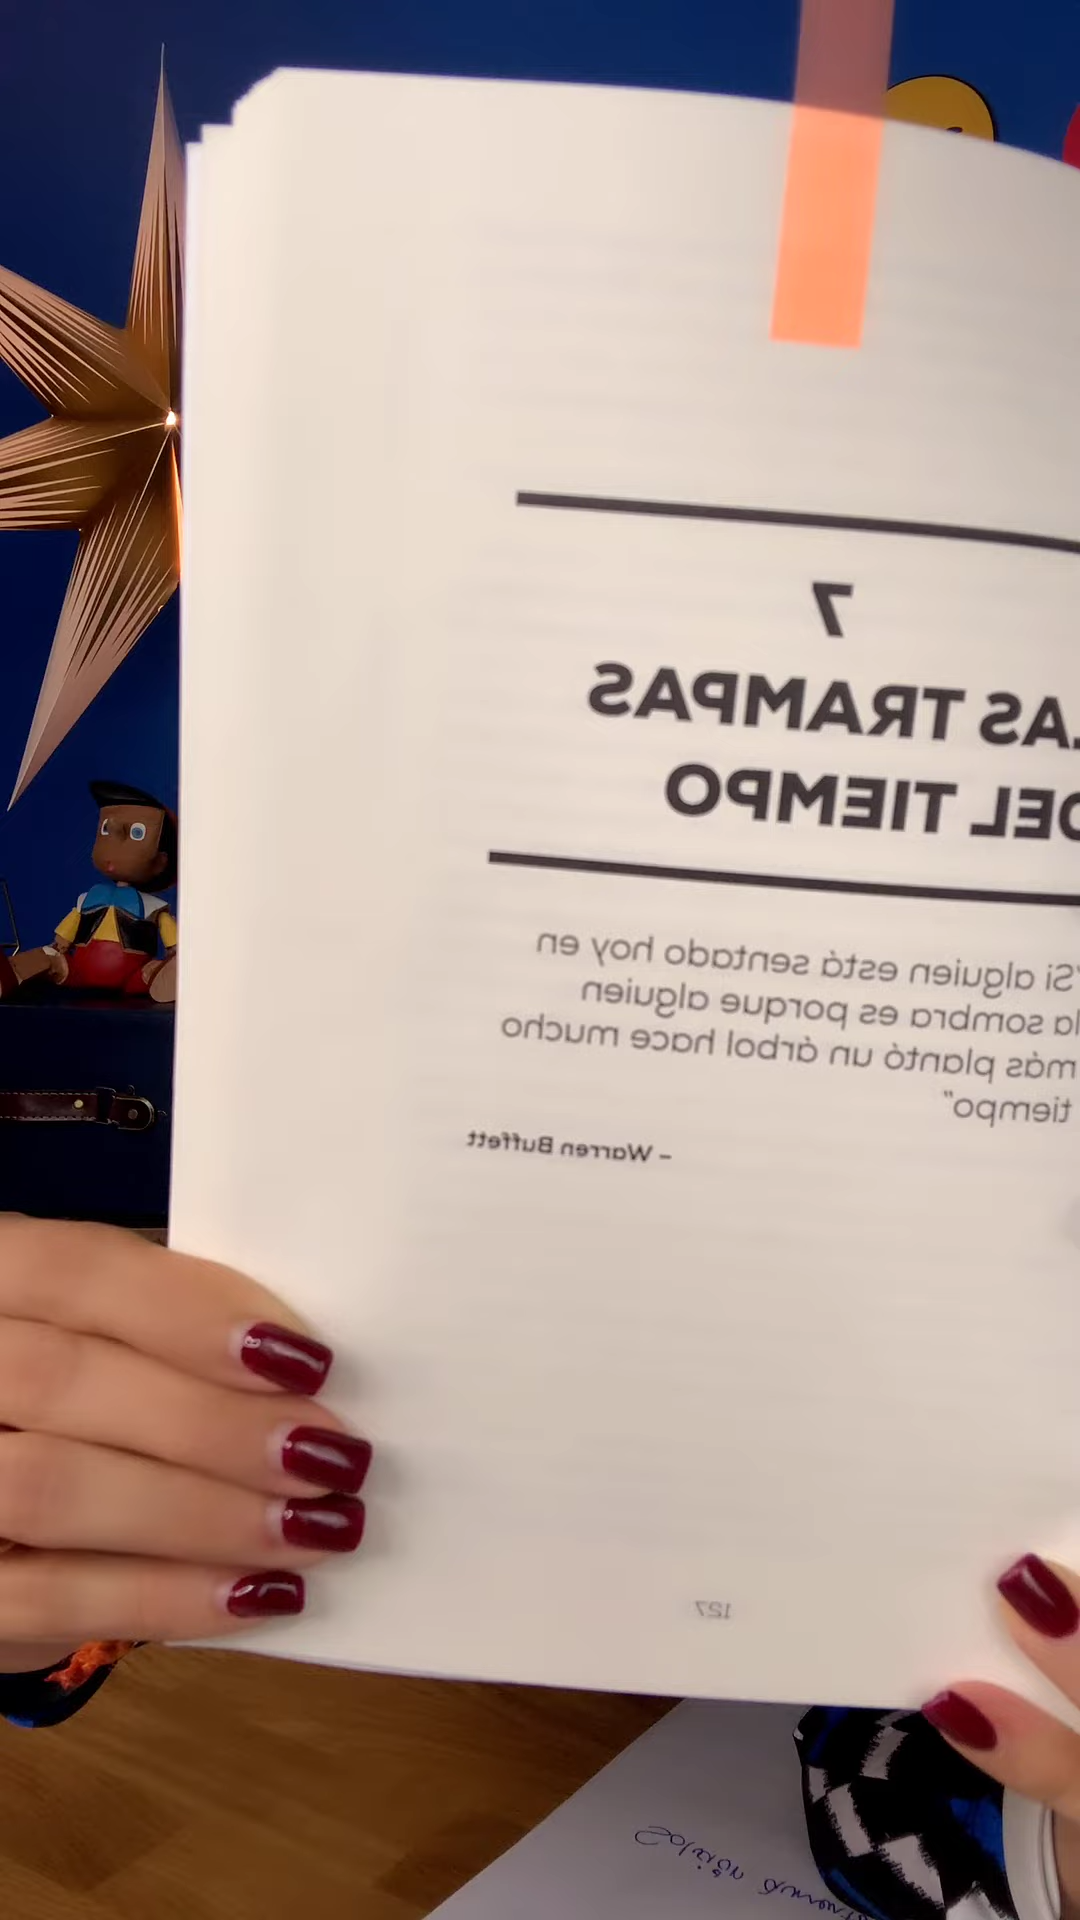 7
LAS TRAMPAS
DEL TIEMPO
"Si alguien está sentado hoy en
la sombra es porque alguien
más plantó un árbol hace mucho
tiempo"
– Warren Buffett
127